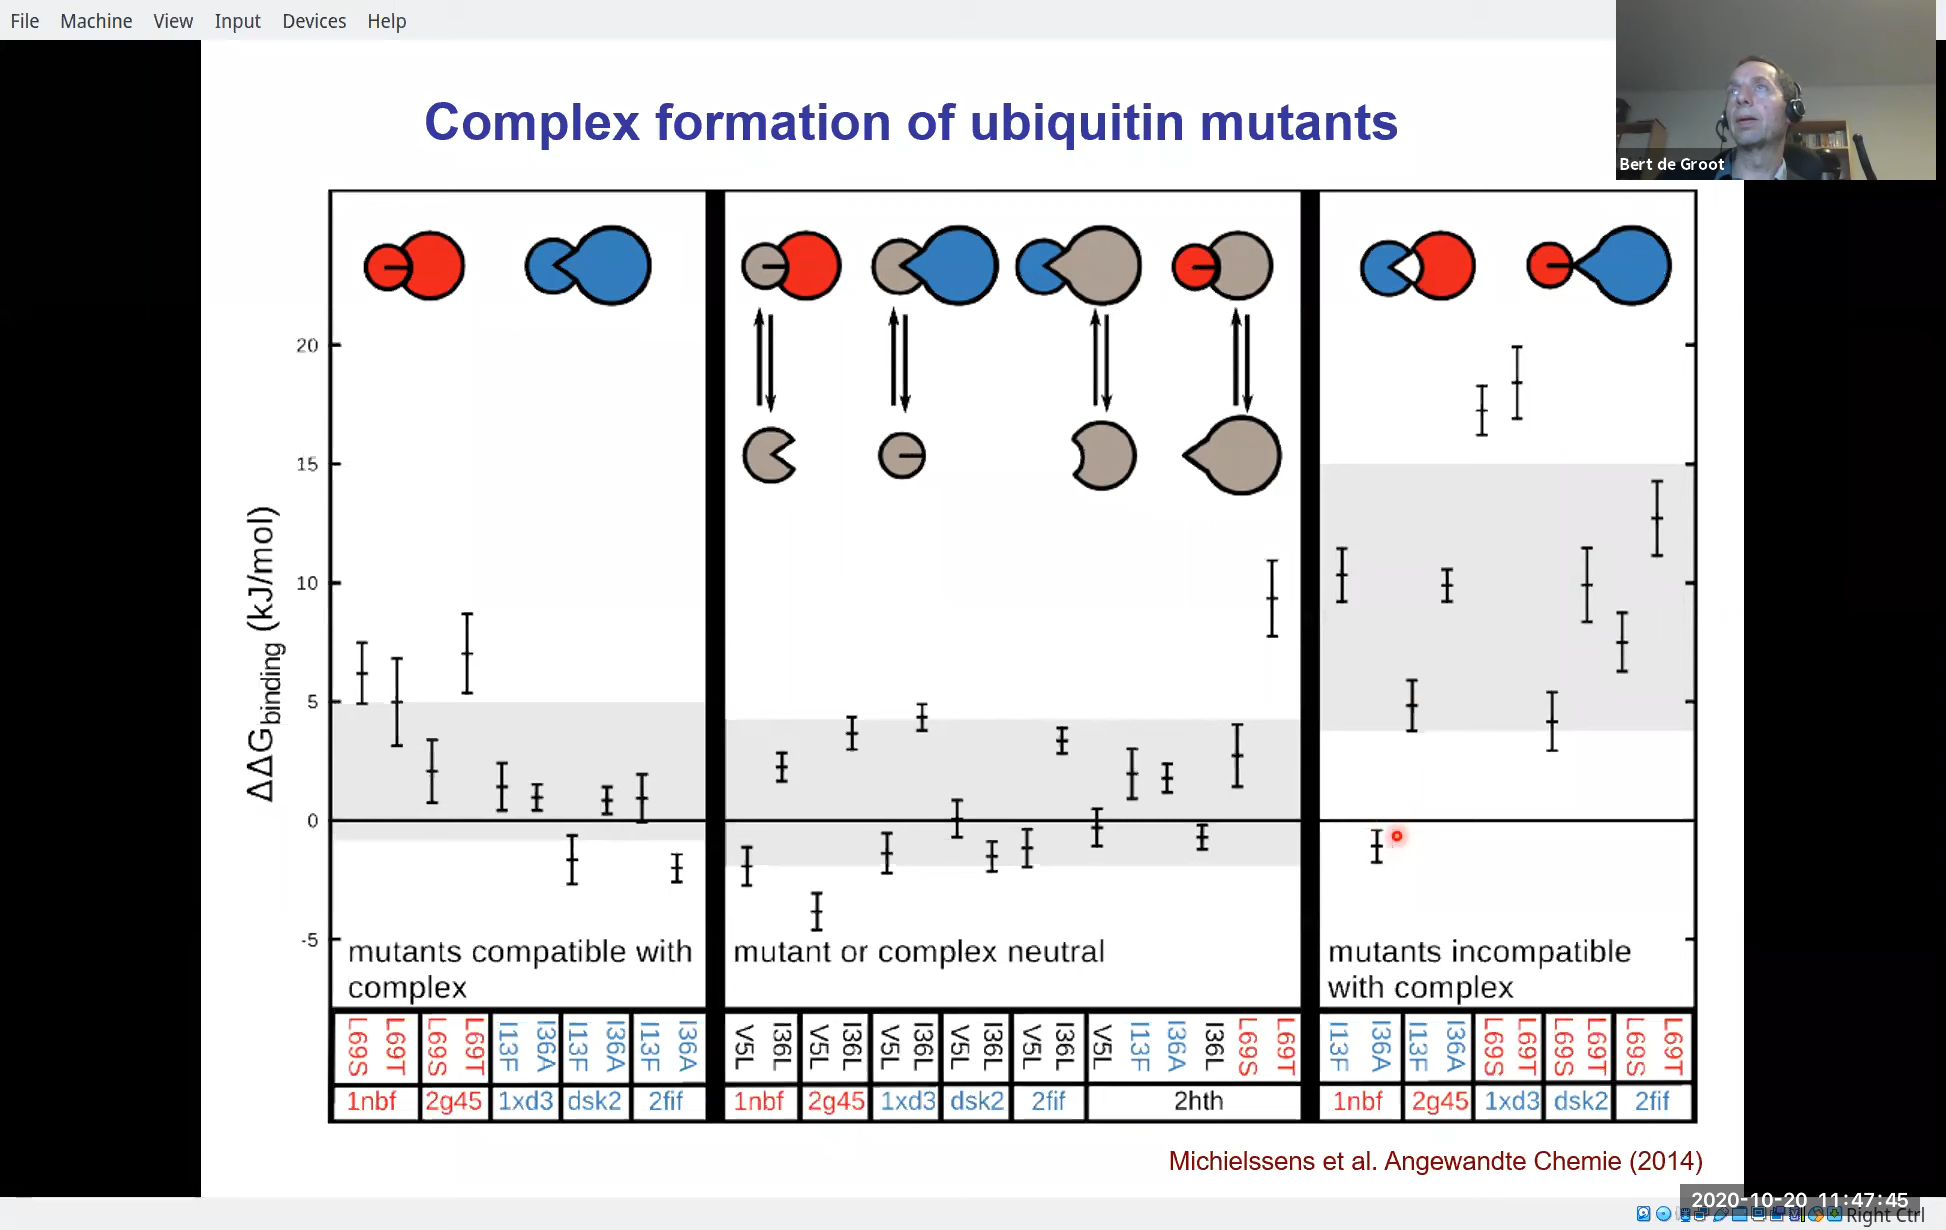 File Machine View Input Devices Help
Bert de Groot
Complex formation of ubiquitin mutants
ΔΔGbinding (kJ/mol)
20
15
10
5
0
-5
mutants compatible with
complex
mutant or complex neutral
mutants incompatible
with complex
L69S L69T L69S L69T I13F I36A I13F I36A I13F I36A
1nbf 2g45 1xd3 dsk2 2fif
V5L I36L V5L I36L V5L I36L V5L I36L V5L I36L V5L I13F I36A I36L L69S L69T
1nbf 2g45 1xd3 dsk2 2fif 2hth
I13F I36A I13F I36A L69S L69T L69S L69T L69S L69T
1nbf 2g45 1xd3 dsk2 2fif
Michielssens et al. Angewandte Chemie (2014)
2020-10-20 11:47:45
Right Ctrl